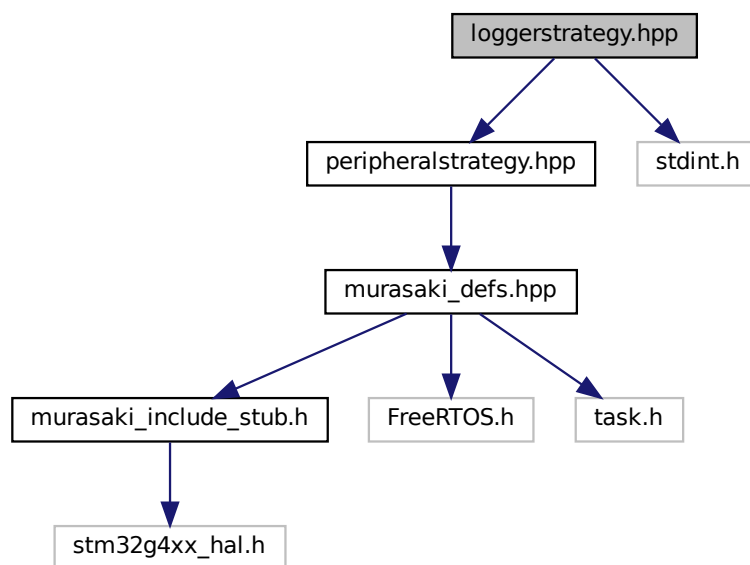 loggerstrategy.hpp
peripheralstrategy.hpp
stdint.h
murasaki_defs.hpp
murasaki_include_stub.h
FreeRTOS.h
task.h
stm32g4xx_hal.h